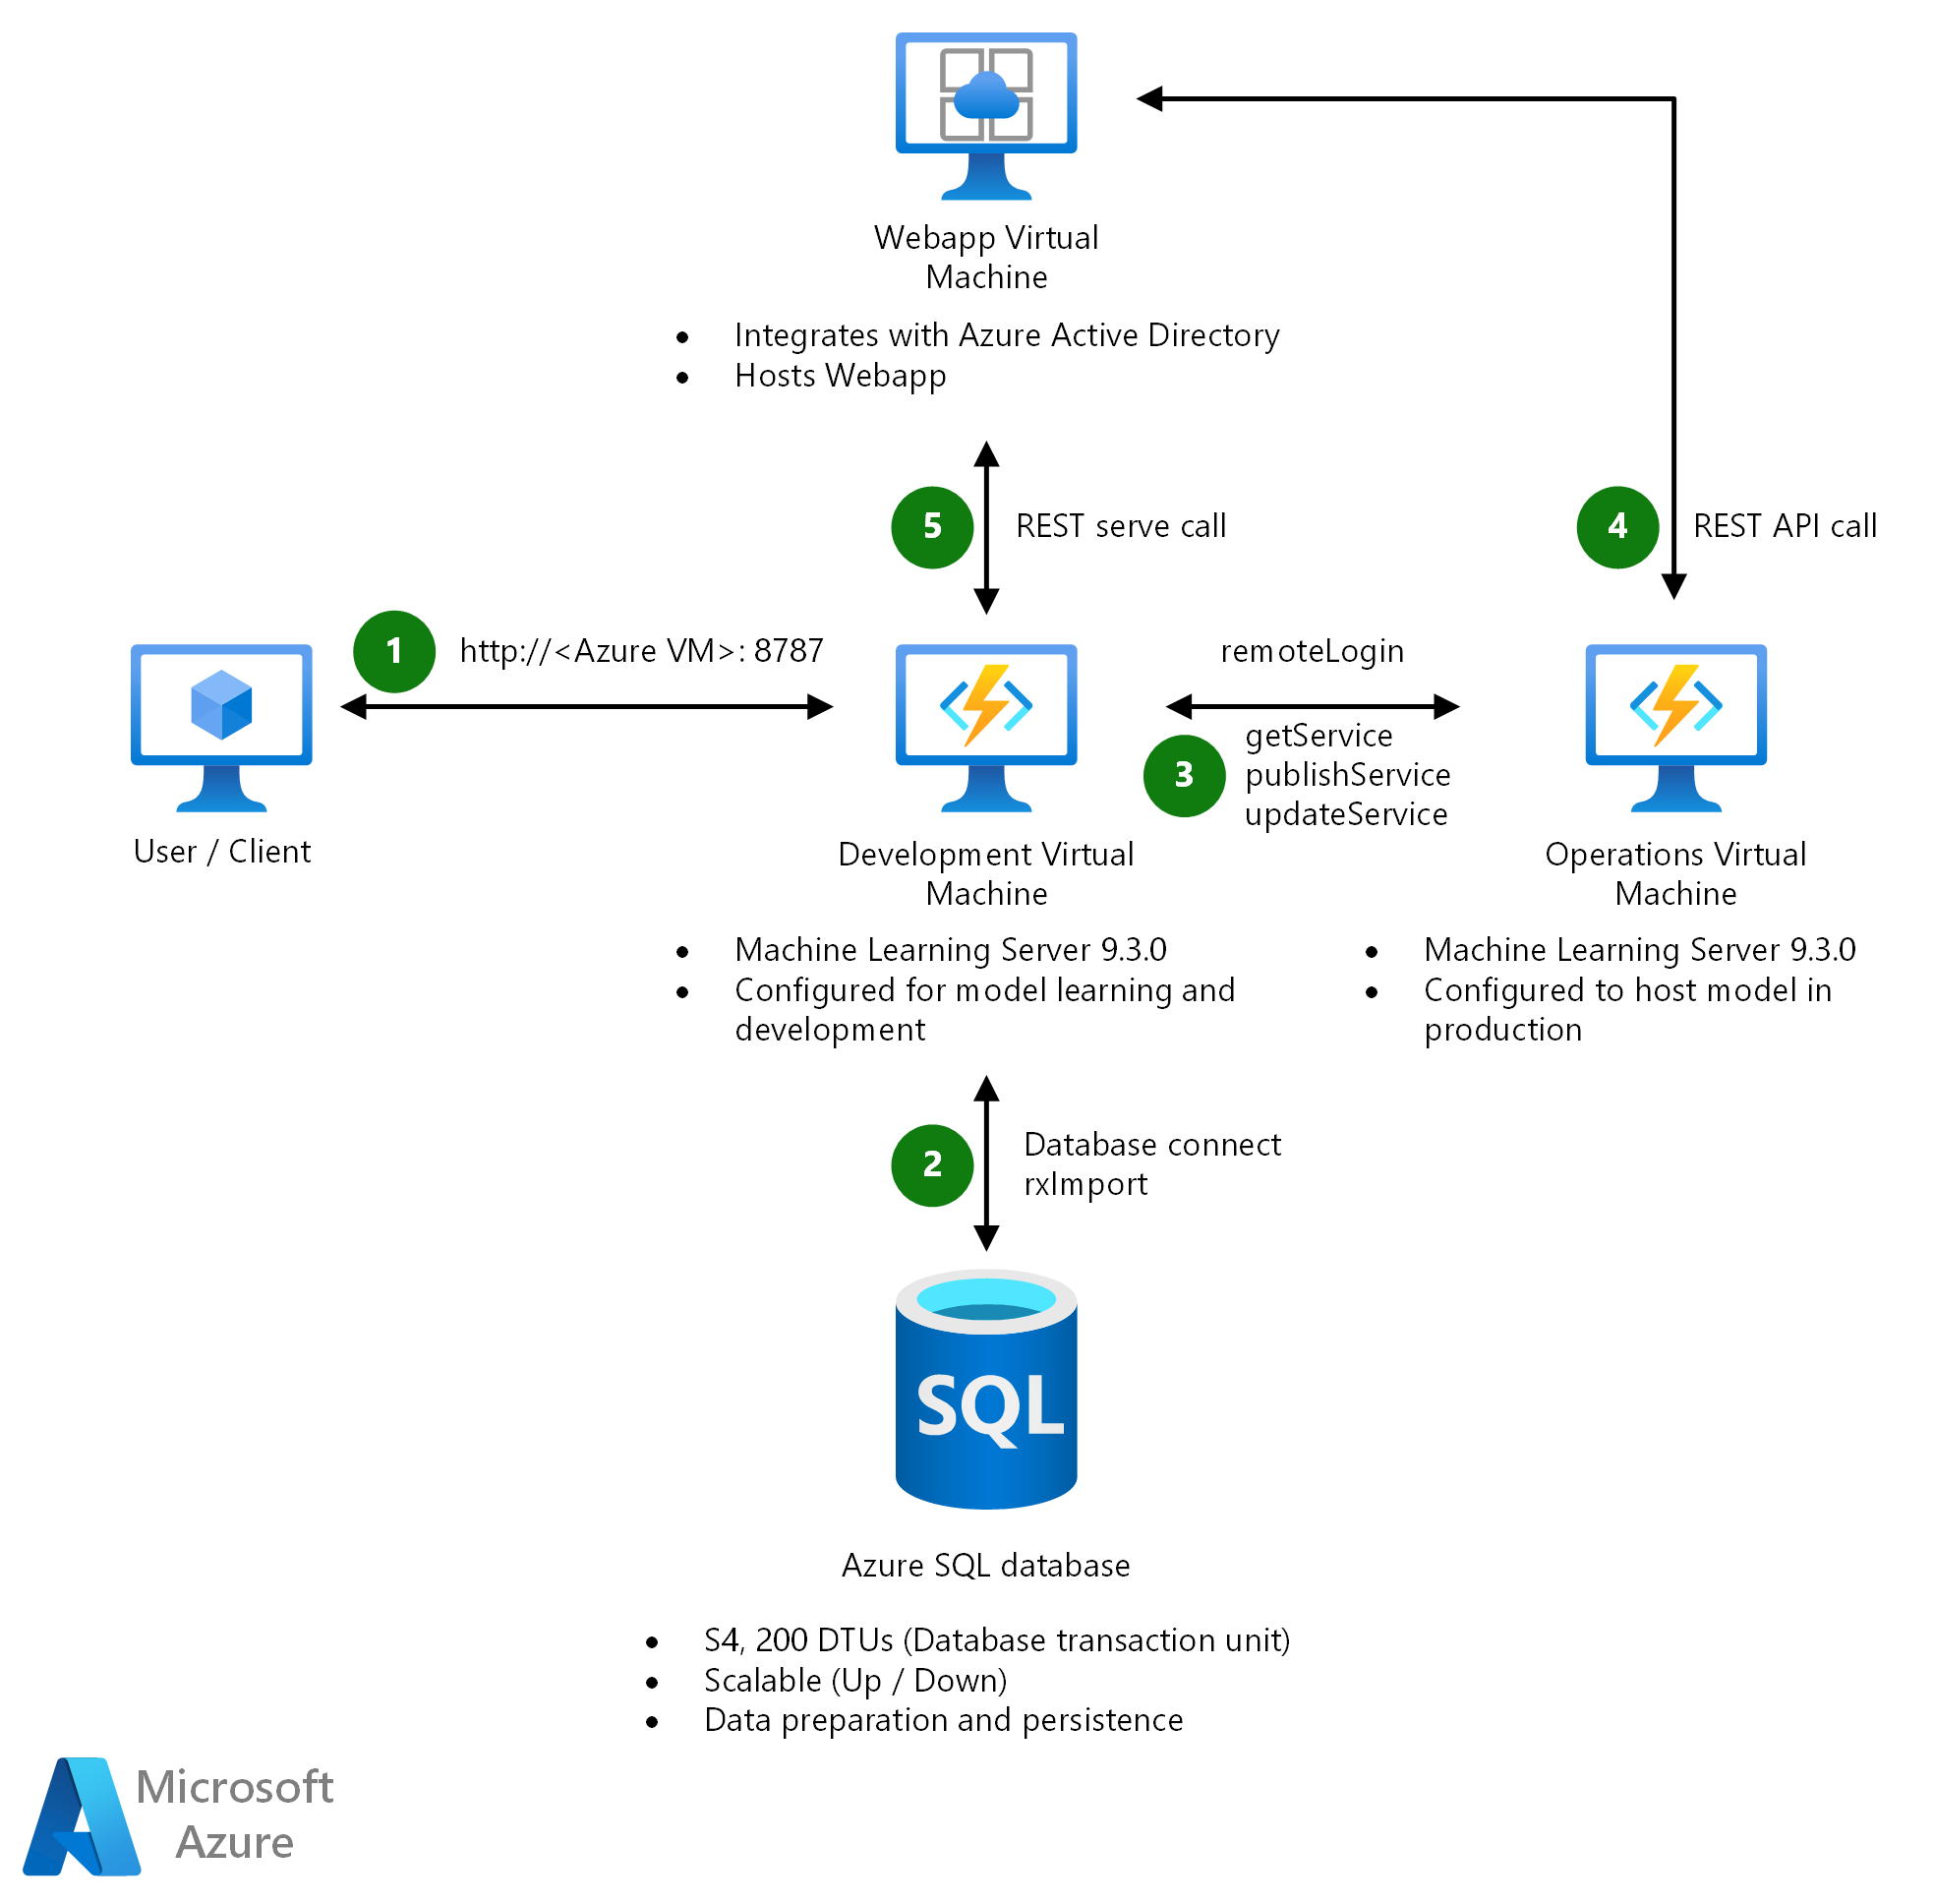 Webapp Virtual
Machine
• Integrates with Azure Active Directory
• Hosts Webapp
5
REST serve call
4
REST API call
1
http://<Azure VM>: 8787
remoteLogin
3
getService
publishService
updateService
User / Client
Development Virtual
Machine
• Machine Learning Server 9.3.0
• Configured for model learning and
development
Operations Virtual
Machine
• Machine Learning Server 9.3.0
• Configured to host model in
production
2
Database connect
rxImport
SQL
Azure SQL database
• S4, 200 DTUs (Database transaction unit)
• Scalable (Up / Down)
• Data preparation and persistence
Microsoft
Azure